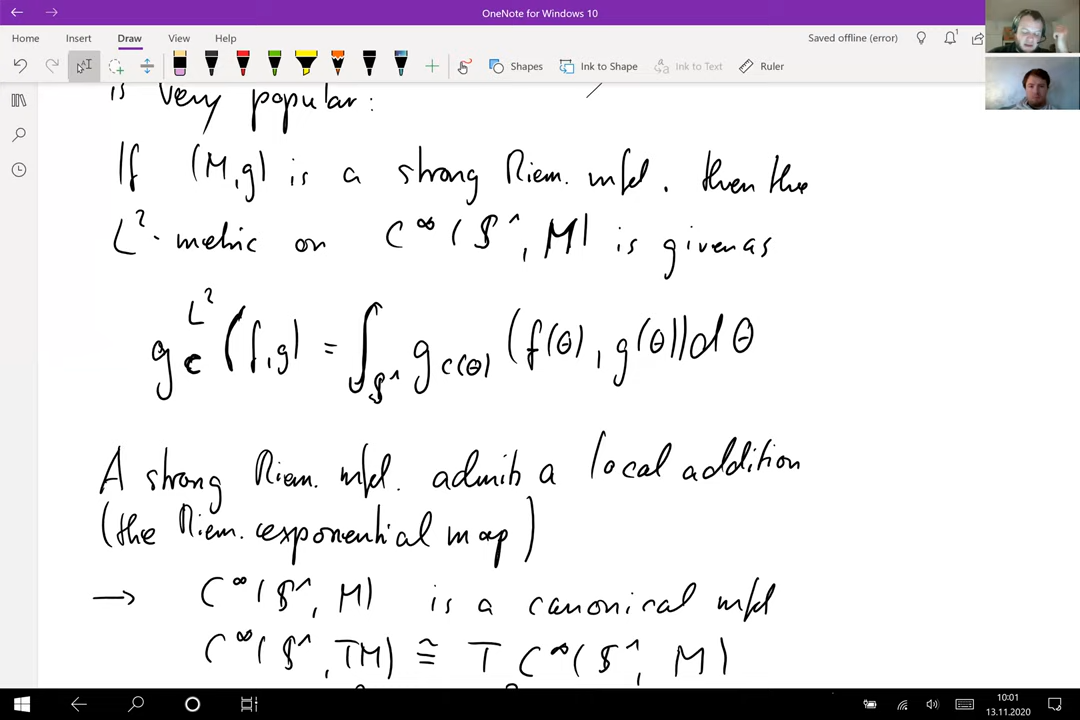 OneNote for Windows 10
Home Insert Draw View Help
Saved offline (error)
Shapes Ink to Shape Ink to Text Ruler
is very popular:
If (M,g) is a strong Riem. mfd. then the
L²-metric on C^∞(𝕊¹, M) is given as
g_c^{L²}(f,g) = ∫_{𝕊¹} g_{c(θ)} (f(θ), g(θ)) dθ
A strong Riem. mfd. admits a local addition
(the Riem. exponential map)
→ C^∞(𝕊¹, M) is a canonical mfd
C^∞(𝕊¹, TM) ≅ T C^∞(𝕊¹, M)
10:01
13.11.2020